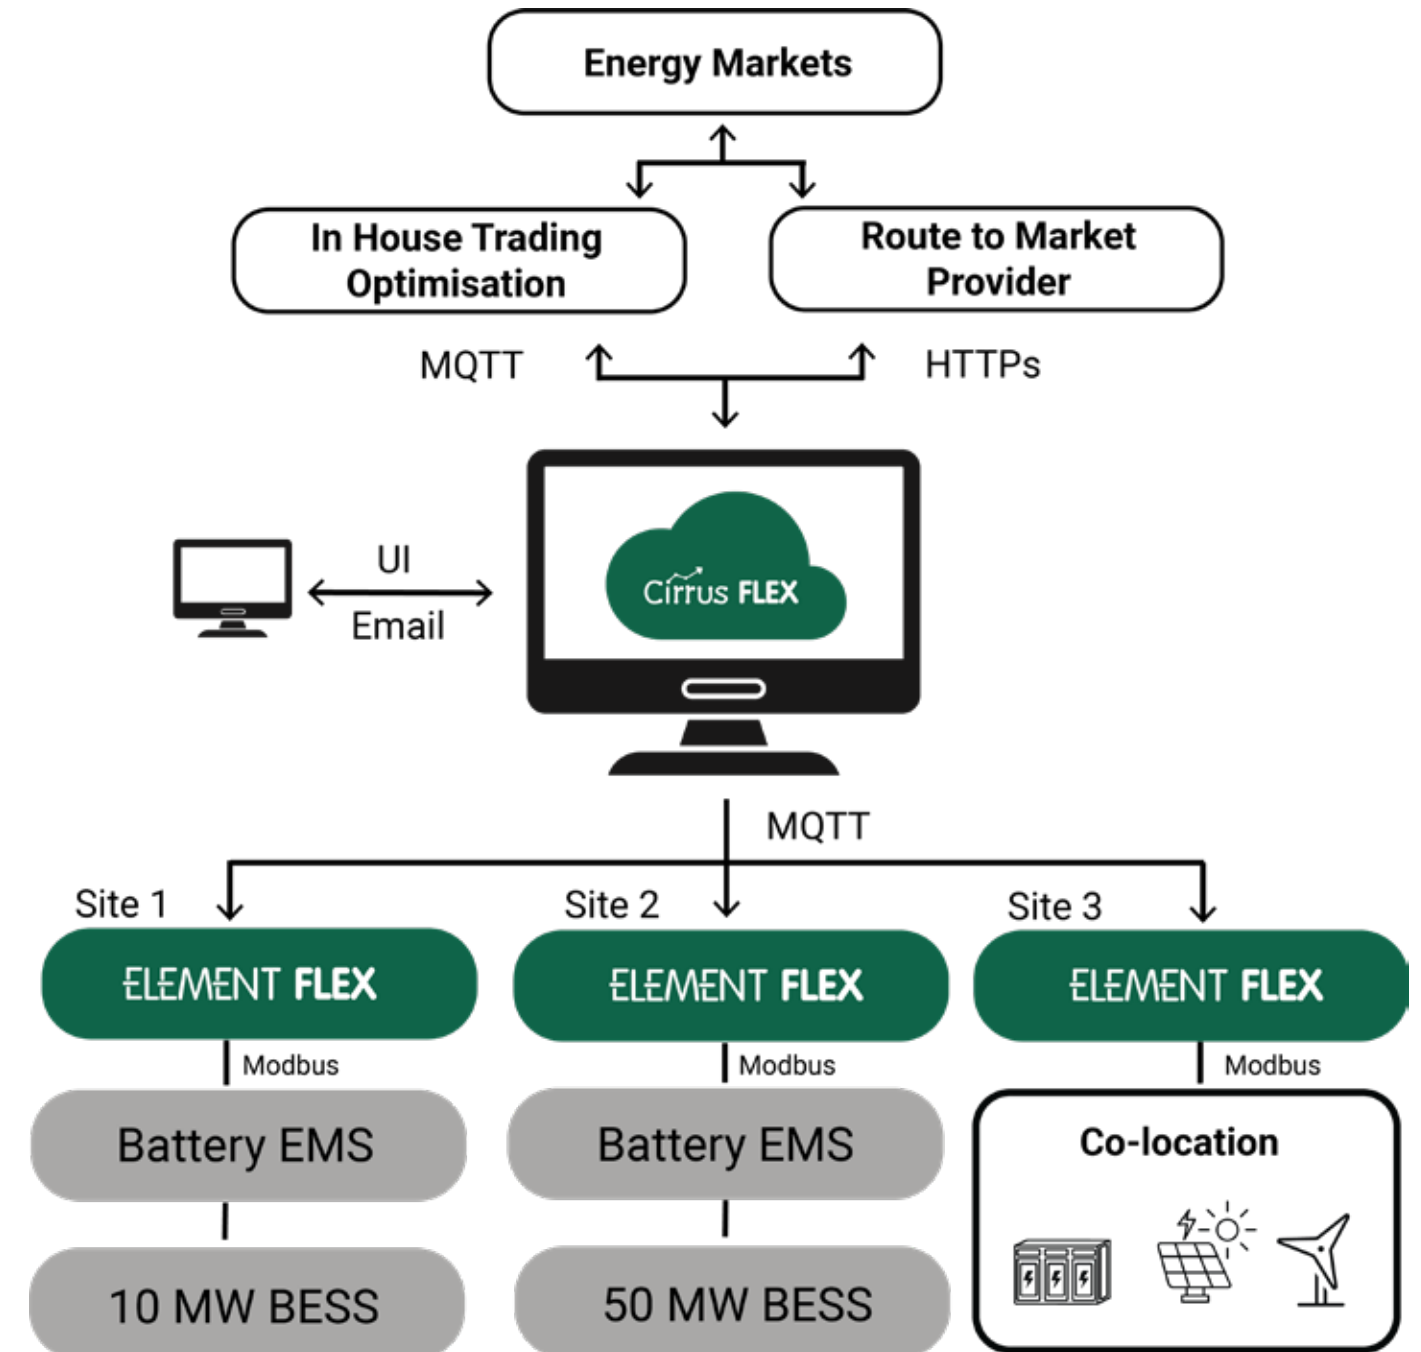 Energy Markets
In House Trading
Optimisation
Route to Market
Provider
MQTT
HTTPs
UI
Email
Cirrus FLEX
MQTT
Site 1
Site 2
Site 3
ELEMENT FLEX
ELEMENT FLEX
ELEMENT FLEX
Modbus
Modbus
Modbus
Battery EMS
Battery EMS
Co-location
10 MW BESS
50 MW BESS